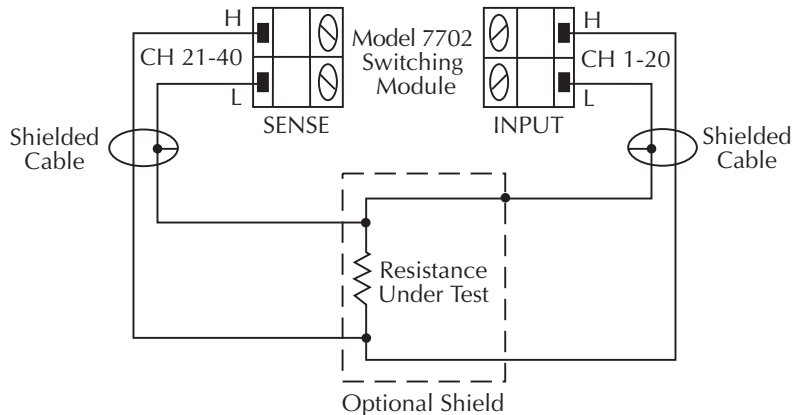 H
CH 21-40
L
SENSE
Model 7702
Switching
Module
H
CH 1-20
L
INPUT
Shielded
Cable
Shielded
Cable
Resistance
Under Test
Optional Shield